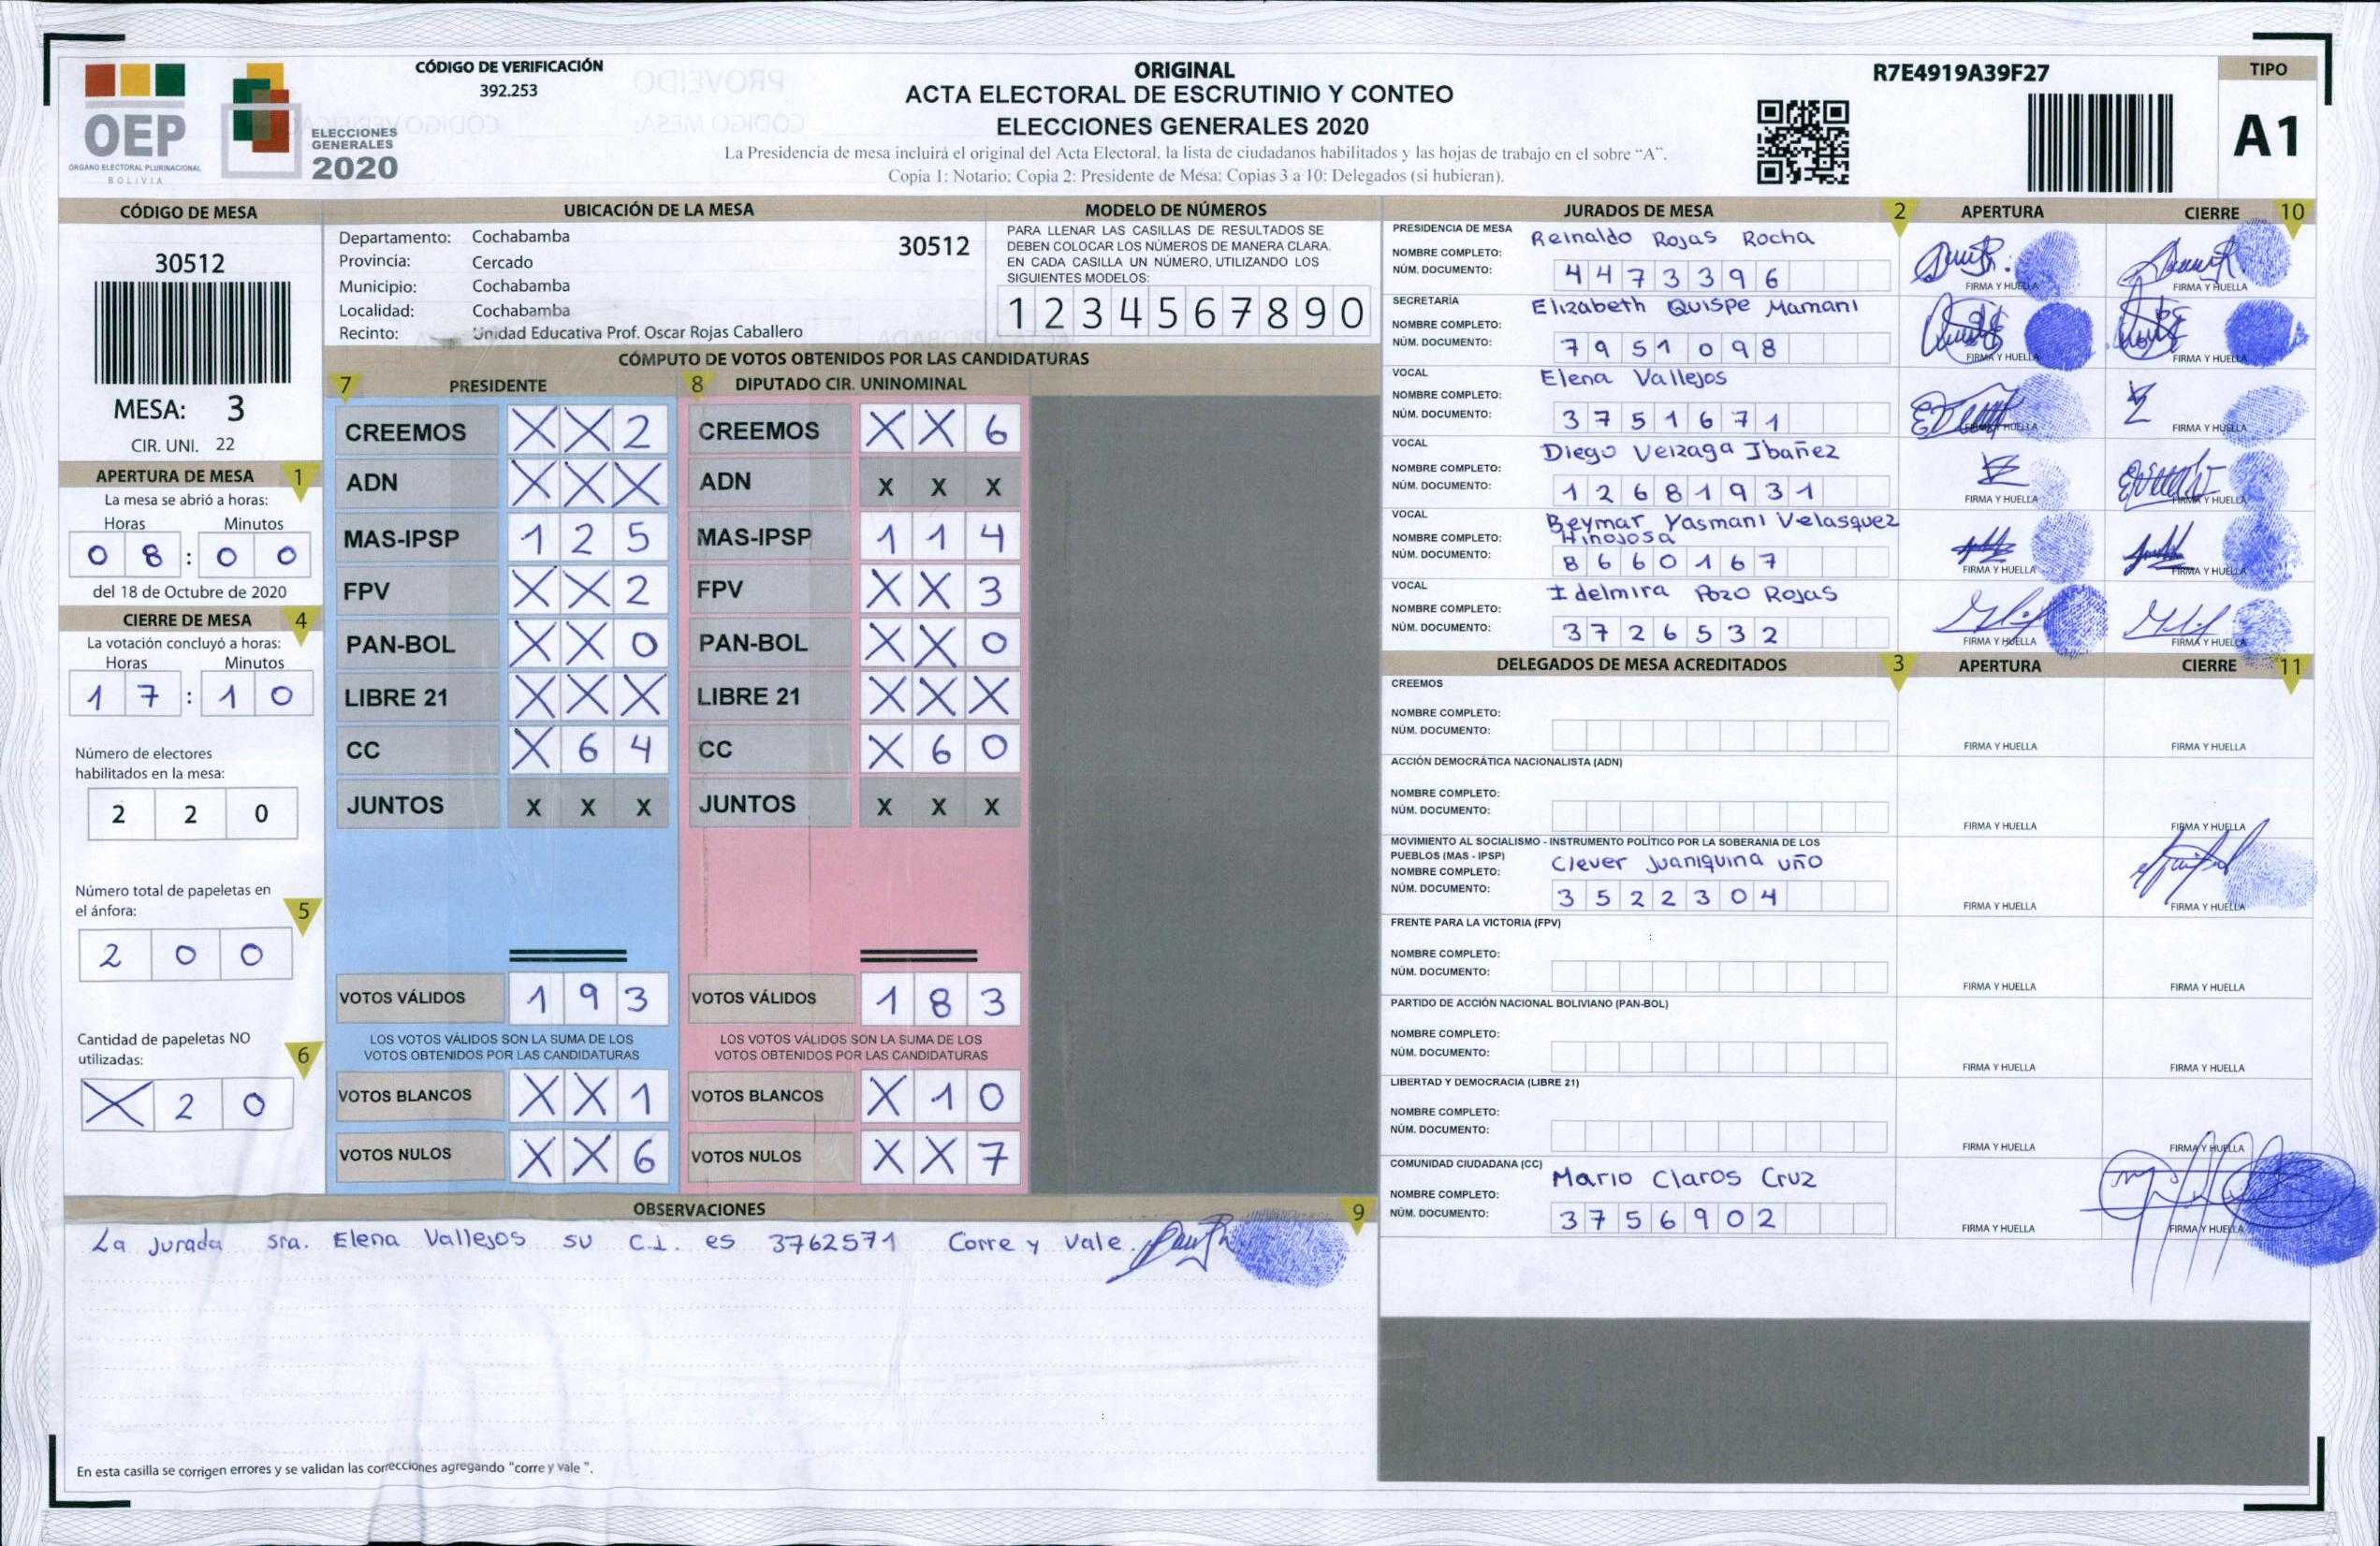 CÓDIGO DE VERIFICACIÓN
392.253
OEP
ÓRGANO ELECTORAL PLURINACIONAL
BOLIVIA
ELECCIONES
GENERALES
2020
ORIGINAL
ACTA ELECTORAL DE ESCRUTINIO Y CONTEO
ELECCIONES GENERALES 2020
La Presidencia de mesa incluirá el original del Acta Electoral, la lista de ciudadanos habilitados y las hojas de trabajo en el sobre "A".
Copia 1: Notario; Copia 2: Presidente de Mesa; Copias 3 a 10: Delegados (si hubieran).
R7E4919A39F27
TIPO
A1
CÓDIGO DE MESA
30512
MESA: 3
CIR. UNI. 22
APERTURA DE MESA 1
La mesa se abrió a horas:
Horas Minutos
0 8 : 0 0
del 18 de Octubre de 2020
CIERRE DE MESA 4
La votación concluyó a horas:
Horas Minutos
1 7 : 1 0
Número de electores
habilitados en la mesa:
2 2 0
Número total de papeletas en
el ánfora: 5
2 0 0
Cantidad de papeletas NO
utilizadas: 6
X 2 0
UBICACIÓN DE LA MESA
Departamento: Cochabamba
30512
Provincia: Cercado
Municipio: Cochabamba
Localidad: Cochabamba
Recinto: Unidad Educativa Prof. Oscar Rojas Caballero
MODELO DE NÚMEROS
PARA LLENAR LAS CASILLAS DE RESULTADOS SE
DEBEN COLOCAR LOS NÚMEROS DE MANERA CLARA.
EN CADA CASILLA UN NÚMERO, UTILIZANDO LOS
SIGUIENTES MODELOS:
1 2 3 4 5 6 7 8 9 0
CÓMPUTO DE VOTOS OBTENIDOS POR LAS CANDIDATURAS
7 PRESIDENTE
8 DIPUTADO CIR. UNINOMINAL
CREEMOS X X 2 CREEMOS X X 6
ADN X X X ADN X X X
MAS-IPSP 1 2 5 MAS-IPSP 1 1 4
FPV X X 2 FPV X X 3
PAN-BOL X X 0 PAN-BOL X X 0
LIBRE 21 X X X LIBRE 21 X X X
CC X 6 4 CC X 6 0
JUNTOS X X X JUNTOS X X X
VOTOS VÁLIDOS 1 9 3 VOTOS VÁLIDOS 1 8 3
LOS VOTOS VÁLIDOS SON LA SUMA DE LOS LOS VOTOS VÁLIDOS SON LA SUMA DE LOS
VOTOS OBTENIDOS POR LAS CANDIDATURAS VOTOS OBTENIDOS POR LAS CANDIDATURAS
VOTOS BLANCOS X X 1 VOTOS BLANCOS X 1 0
VOTOS NULOS X X 6 VOTOS NULOS X X 7
OBSERVACIONES 9
La Jurada sra. Elena Vallejos su C.I. es 3762571 Corre y Vale.
En esta casilla se corrigen errores y se validan las correcciones agregando "corre y vale ".
JURADOS DE MESA 2 APERTURA CIERRE 10
PRESIDENCIA DE MESA
NOMBRE COMPLETO: Reinaldo Rojas Rocha
NÚM. DOCUMENTO: 4 4 7 3 3 9 6
FIRMA Y HUELLA FIRMA Y HUELLA
SECRETARÍA
NOMBRE COMPLETO: Elizabeth Quispe Mamani
NÚM. DOCUMENTO: 7 9 5 1 0 9 8
FIRMA Y HUELLA FIRMA Y HUELLA
VOCAL
NOMBRE COMPLETO: Elena Vallejos
NÚM. DOCUMENTO: 3 7 5 1 6 7 1
FIRMA Y HUELLA FIRMA Y HUELLA
VOCAL
NOMBRE COMPLETO: Diego Veizaga Ibañez
NÚM. DOCUMENTO: 1 2 6 8 1 9 3 1
FIRMA Y HUELLA FIRMA Y HUELLA
VOCAL
NOMBRE COMPLETO: Beymar Yasmani Velasquez
Hinojosa
NÚM. DOCUMENTO: 8 6 6 0 1 6 7
FIRMA Y HUELLA FIRMA Y HUELLA
VOCAL
NOMBRE COMPLETO: Idelmira Pozo Rojas
NÚM. DOCUMENTO: 3 7 2 6 5 3 2
FIRMA Y HUELLA FIRMA Y HUELLA
DELEGADOS DE MESA ACREDITADOS 3 APERTURA CIERRE 11
CREEMOS
NOMBRE COMPLETO:
NÚM. DOCUMENTO:
FIRMA Y HUELLA FIRMA Y HUELLA
ACCIÓN DEMOCRÁTICA NACIONALISTA (ADN)
NOMBRE COMPLETO:
NÚM. DOCUMENTO:
FIRMA Y HUELLA FIRMA Y HUELLA
MOVIMIENTO AL SOCIALISMO - INSTRUMENTO POLÍTICO POR LA SOBERANIA DE LOS
PUEBLOS (MAS - IPSP)
NOMBRE COMPLETO: Clever Juaniquina uño
NÚM. DOCUMENTO: 3 5 2 2 3 0 4
FIRMA Y HUELLA FIRMA Y HUELLA
FRENTE PARA LA VICTORIA (FPV)
NOMBRE COMPLETO:
NÚM. DOCUMENTO:
FIRMA Y HUELLA FIRMA Y HUELLA
PARTIDO DE ACCIÓN NACIONAL BOLIVIANO (PAN-BOL)
NOMBRE COMPLETO:
NÚM. DOCUMENTO:
FIRMA Y HUELLA FIRMA Y HUELLA
LIBERTAD Y DEMOCRACIA (LIBRE 21)
NOMBRE COMPLETO:
NÚM. DOCUMENTO:
FIRMA Y HUELLA FIRMA Y HUELLA
COMUNIDAD CIUDADANA (CC)
NOMBRE COMPLETO: Mario Claros Cruz
NÚM. DOCUMENTO: 3 7 5 6 9 0 2
FIRMA Y HUELLA FIRMA Y HUELLA